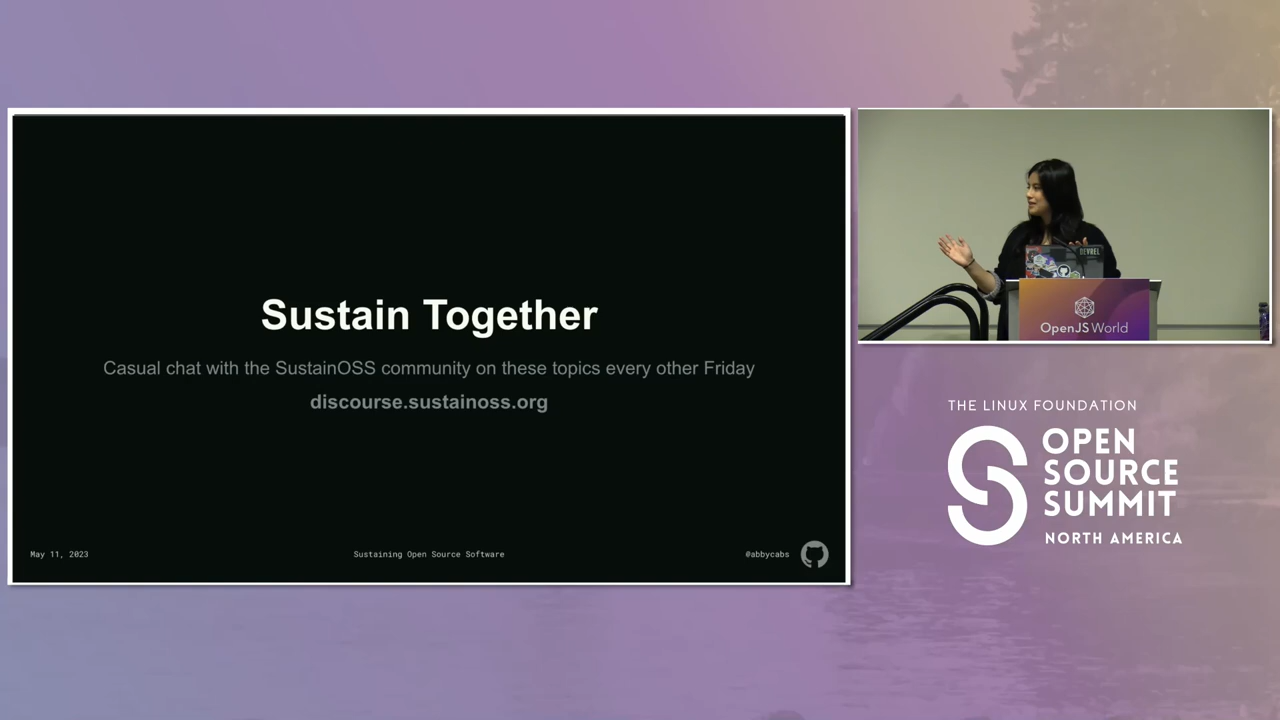 Sustain Together
Casual chat with the SustainOSS community on these topics every other Friday
discourse.sustainoss.org
May 11, 2023
Sustaining Open Source Software
@abbycabs
DEVREL
OpenJS World
THE LINUX FOUNDATION
OPEN
SOURCE
SUMMIT
NORTH AMERICA